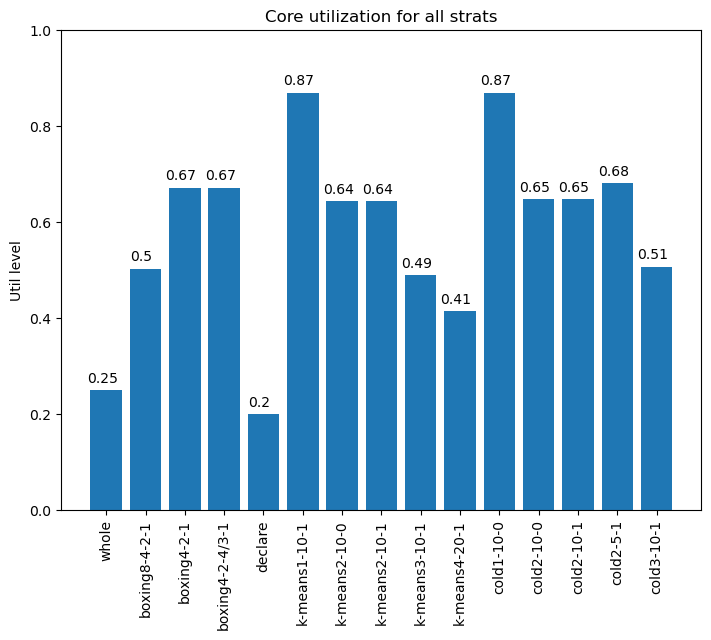 Core utilization for all strats
Util level
1.0
0.8
0.6
0.4
0.2
0.0
0.25
0.5
0.67
0.67
0.2
0.87
0.64
0.64
0.49
0.41
0.87
0.65
0.65
0.68
0.51
whole
boxing8-4-2-1
boxing4-2-1
boxing4-2-4/3-1
declare
k-means1-10-1
k-means2-10-0
k-means2-10-1
k-means3-10-1
k-means4-20-1
cold1-10-0
cold2-10-0
cold2-10-1
cold2-5-1
cold3-10-1